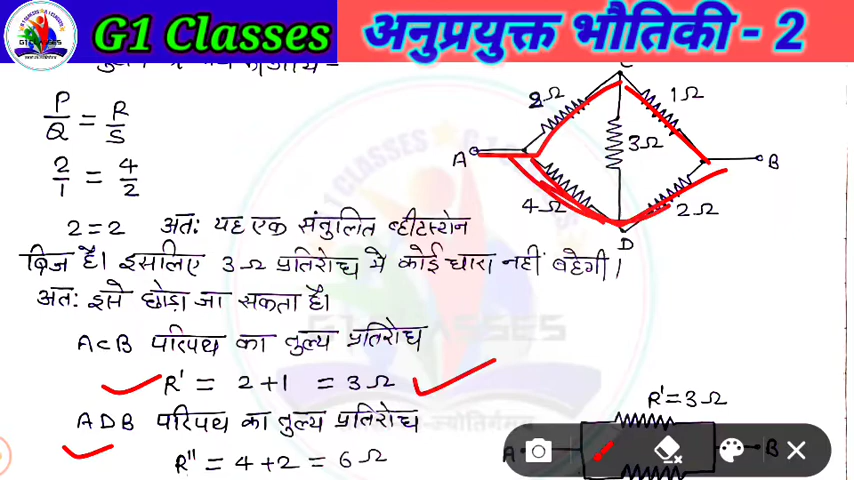 G1 Classes
अनुप्रयुक्त भौतिकी - 2
P/Q = R/S
2/1 = 4/2
2 = 2 अतः यह एक संतुलित व्हीटस्टोन
ब्रिज है। इसलिए 3Ω प्रतिरोध मे कोई धारा नहीं बहेगी।
अतः इसे छोड़ा जा सकता है।
ACB परिपथ का तुल्य प्रतिरोध
R' = 2+1 = 3Ω
ADB परिपथ का तुल्य प्रतिरोध
R'' = 4+2 = 6Ω
C
2Ω
1Ω
A
3Ω
B
4Ω
2Ω
D
R'=3Ω
A
B
G1 CLASSES